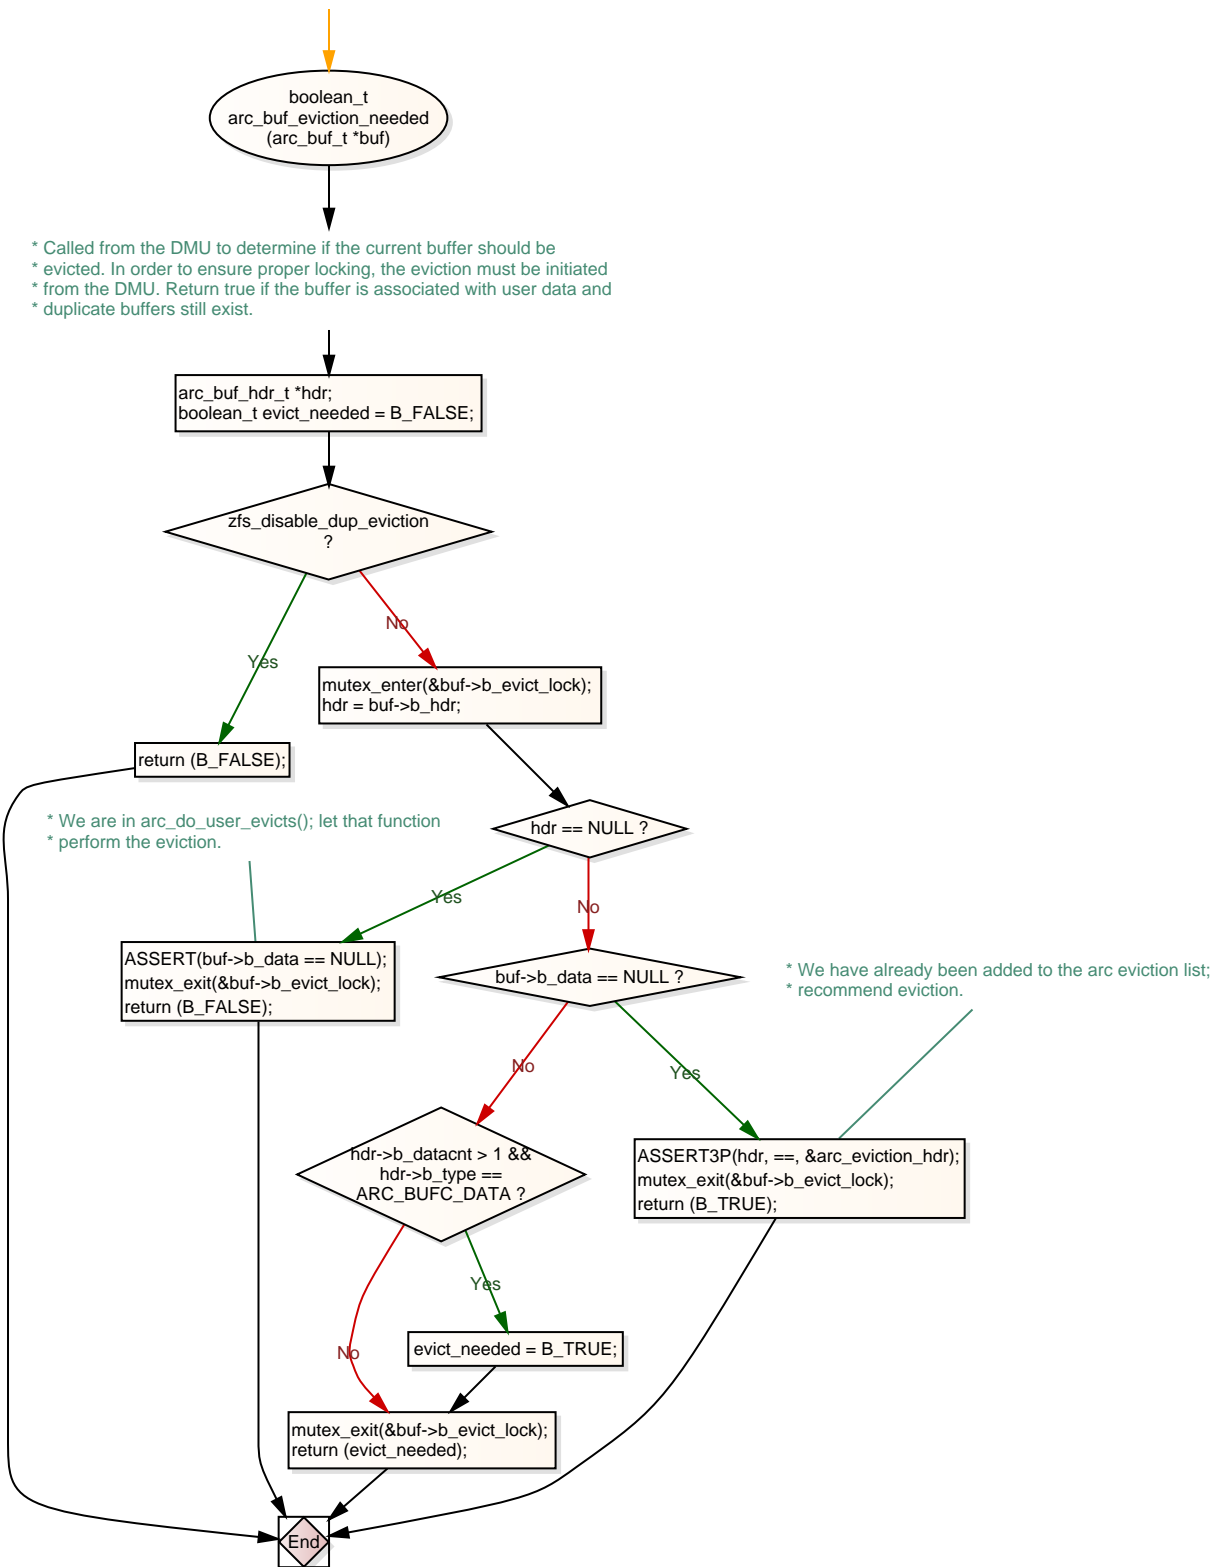 boolean_t
arc_buf_eviction_needed
(arc_buf_t *buf)
* Called from the DMU to determine if the current buffer should be
* evicted. In order to ensure proper locking, the eviction must be initiated
* from the DMU. Return true if the buffer is associated with user data and
* duplicate buffers still exist.
arc_buf_hdr_t *hdr;
boolean_t evict_needed = B_FALSE;
zfs_disable_dup_eviction
?
No
Yes
mutex_enter(&buf->b_evict_lock);
hdr = buf->b_hdr;
return (B_FALSE);
* We are in arc_do_user_evicts(); let that function
* perform the eviction.
hdr == NULL ?
Yes
No
ASSERT(buf->b_data == NULL);
mutex_exit(&buf->b_evict_lock);
return (B_FALSE);
buf->b_data == NULL ?
* We have already been added to the arc eviction list;
* recommend eviction.
No
Yes
hdr->b_datacnt > 1 &&
hdr->b_type ==
ARC_BUFC_DATA ?
ASSERT3P(hdr, ==, &arc_eviction_hdr);
mutex_exit(&buf->b_evict_lock);
return (B_TRUE);
Yes
No
evict_needed = B_TRUE;
mutex_exit(&buf->b_evict_lock);
return (evict_needed);
End